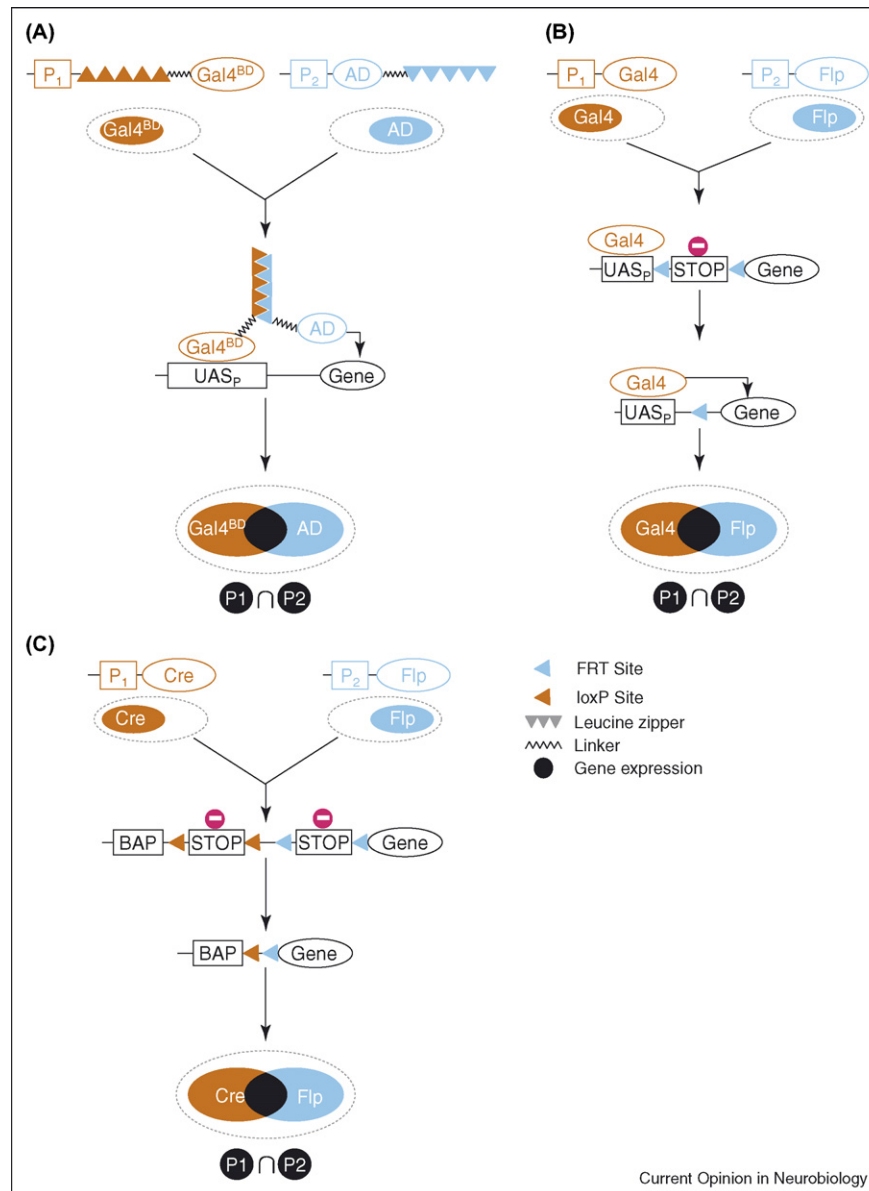 (A)
P1 Gal4BD P2 AD
Gal4BD AD
Gal4BD AD
UASP Gene
Gal4BD AD
P1 ∩ P2
(B)
P1 Gal4 P2 Flp
Gal4 Flp
Gal4
UASP STOP Gene
Gal4
UASP Gene
Gal4 Flp
P1 ∩ P2
(C)
P1 Cre P2 Flp
Cre Flp
BAP STOP STOP Gene
BAP Gene
Cre Flp
P1 ∩ P2
FRT Site
loxP Site
Leucine zipper
Linker
Gene expression
Current Opinion in Neurobiology